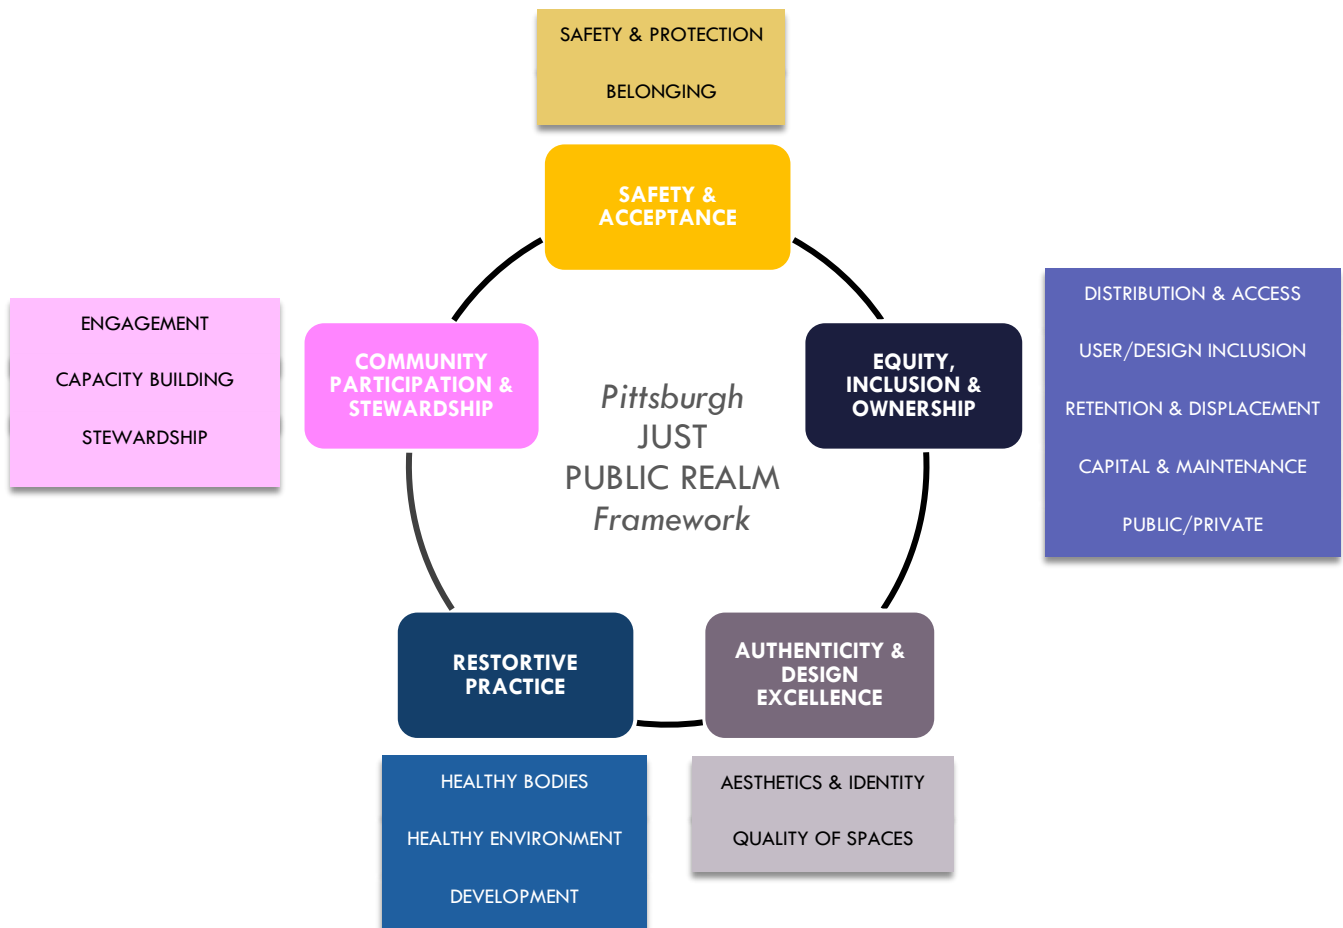 SAFETY & PROTECTION
BELONGING
SAFETY &
ACCEPTANCE
ENGAGEMENT
CAPACITY BUILDING
STEWARDSHIP
COMMUNITY
PARTICIPATION &
STEWARDSHIP
Pittsburgh
JUST
PUBLIC REALM
Framework
EQUITY,
INCLUSION &
OWNERSHIP
DISTRIBUTION & ACCESS
USER/DESIGN INCLUSION
RETENTION & DISPLACEMENT
CAPITAL & MAINTENANCE
PUBLIC/PRIVATE
RESTORTIVE
PRACTICE
HEALTHY BODIES
HEALTHY ENVIRONMENT
DEVELOPMENT
AUTHENTICITY &
DESIGN
EXCELLENCE
AESTHETICS & IDENTITY
QUALITY OF SPACES